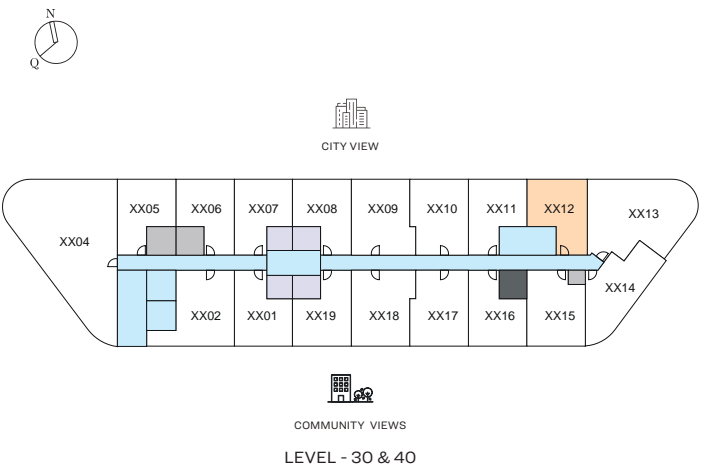 N
Q
CITY VIEW
XX05 XX06 XX07 XX08 XX09 XX10 XX11 XX12 XX13
XX04
XX14
XX02 XX01 XX19 XX18 XX17 XX16 XX15
COMMUNITY VIEWS
LEVEL - 30 & 40